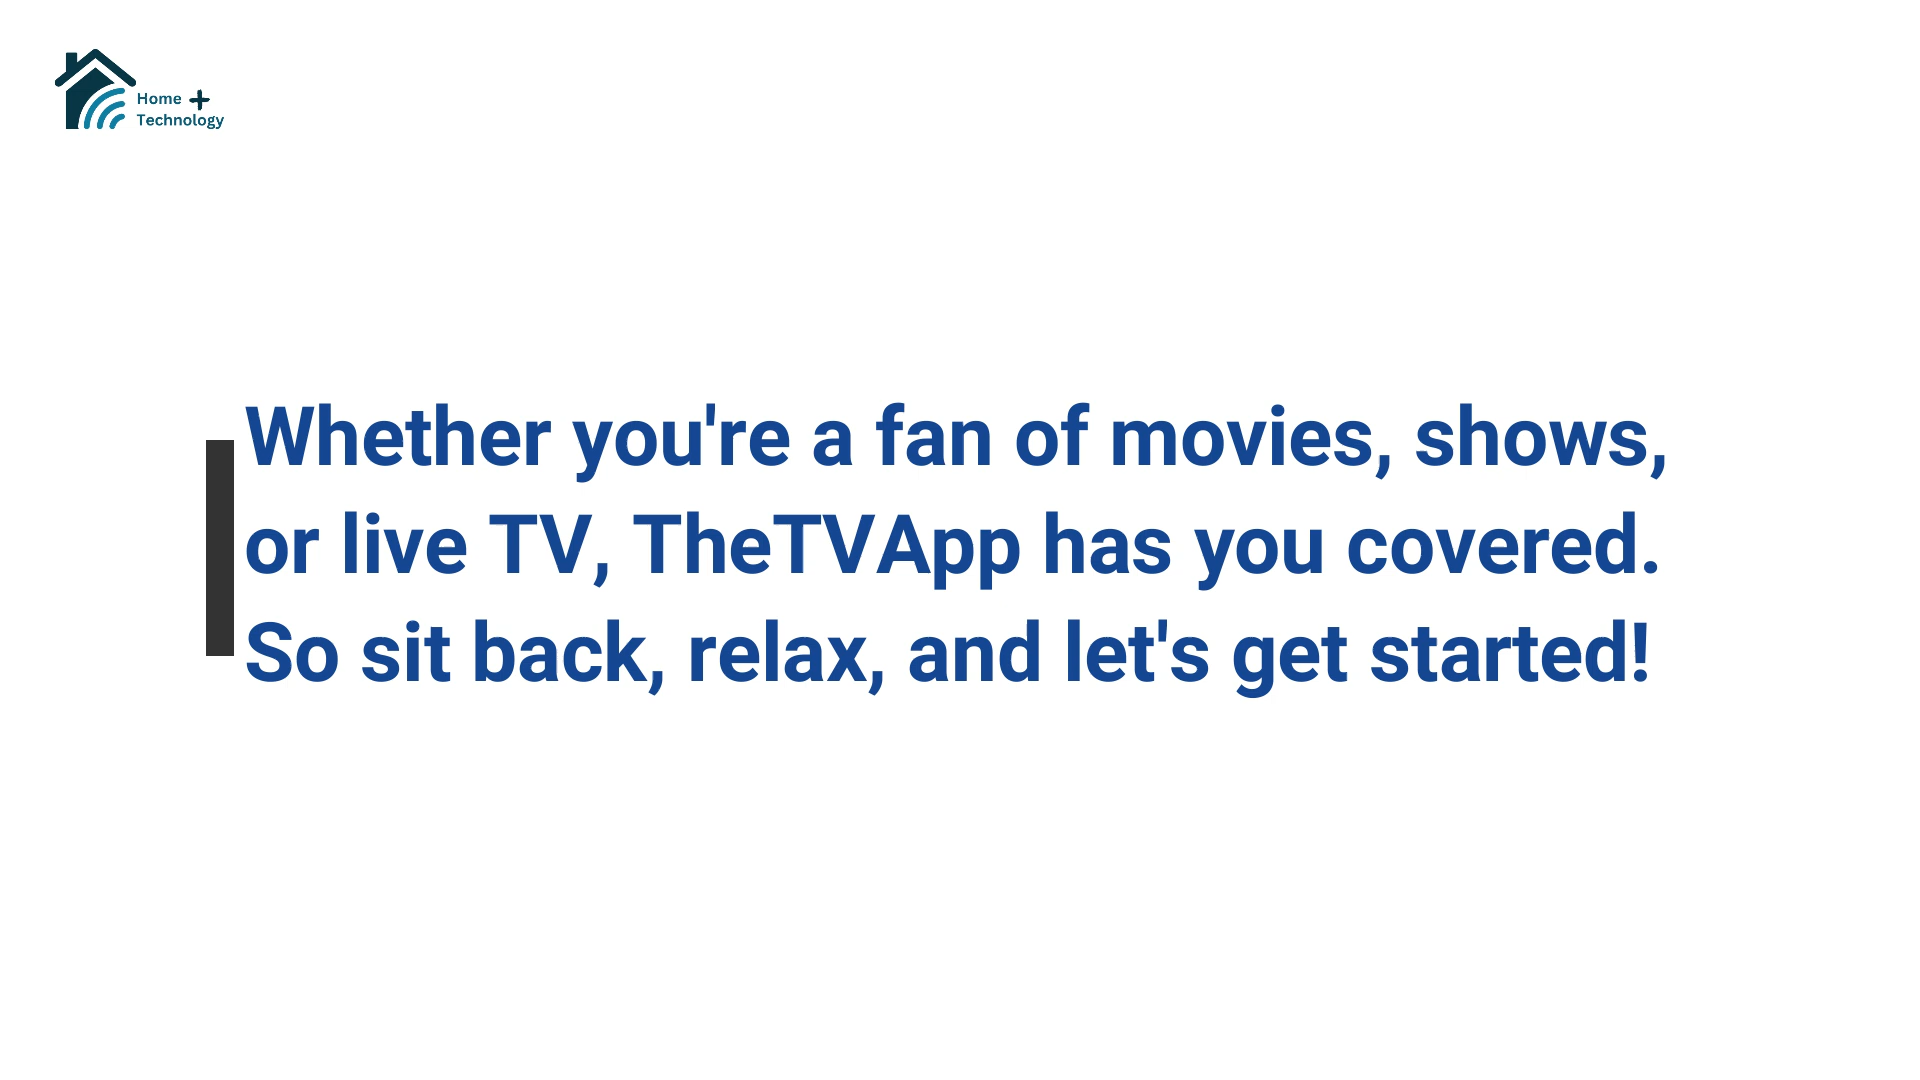 Home +
Technology
Whether you're a fan of movies, shows,
or live TV, TheTVApp has you covered.
So sit back, relax, and let's get started!